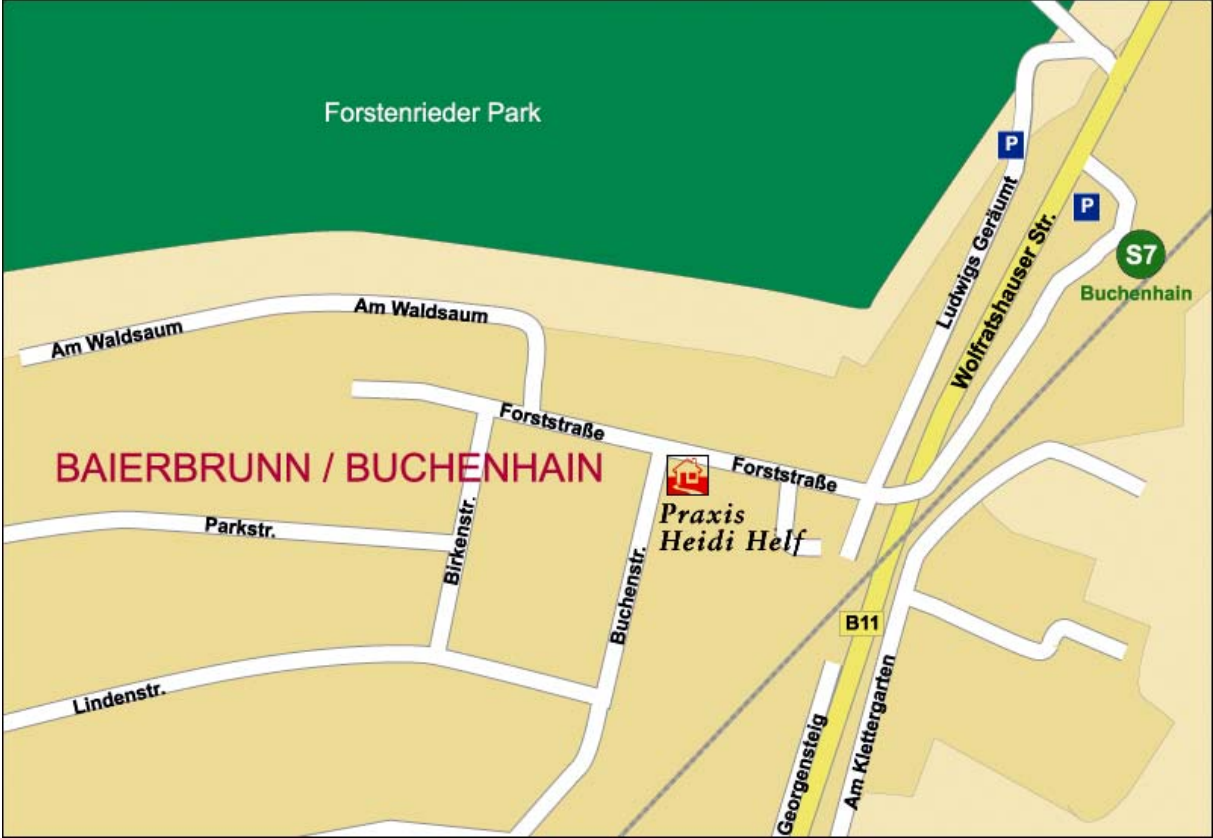 Forstenrieder Park
P
P
Ludwigs Geräumt
Wolfratshauser Str.
S7
Buchenhain
Am Waldsaum
Am Waldsaum
Forststraße
Forststraße
BAIERBRUNN / BUCHENHAIN
Praxis
Heidi Helf
Parkstr.
Birkenstr.
Buchenstr.
B11
Lindenstr.
Georgensteig
Am Klettergarten